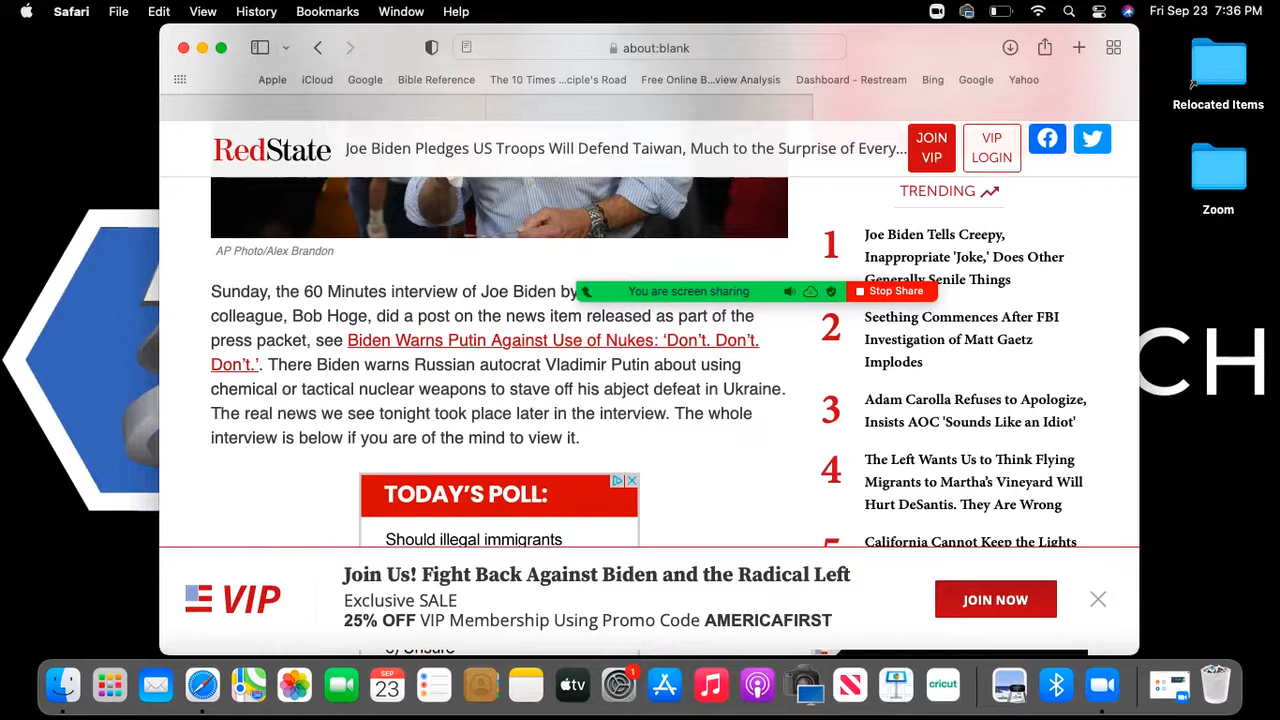 Safari File Edit View History Bookmarks Window Help Fri Sep 23 7:36 PM
about:blank
Apple iCloud Google Bible Reference The 10 Times ...ciple's Road Free Online B...view Analysis Dashboard - Restream Bing Google Yahoo
Relocated Items
Zoom
RedState Joe Biden Pledges US Troops Will Defend Taiwan, Much to the Surprise of Every...
JOIN
VIP
VIP
LOGIN
AP Photo/Alex Brandon
Sunday, the 60 Minutes interview of Joe Biden by
colleague, Bob Hoge, did a post on the news item released as part of the
press packet, see Biden Warns Putin Against Use of Nukes: ‘Don’t. Don’t.
Don’t.’. There Biden warns Russian autocrat Vladimir Putin about using
chemical or tactical nuclear weapons to stave off his abject defeat in Ukraine.
The real news we see tonight took place later in the interview. The whole
interview is below if you are of the mind to view it.
You are screen sharing Stop Share
TODAY'S POLL:
Should illegal immigrants
TRENDING
1 Joe Biden Tells Creepy,
Inappropriate 'Joke,' Does Other
Generally Senile Things
2 Seething Commences After FBI
Investigation of Matt Gaetz
Implodes
3 Adam Carolla Refuses to Apologize,
Insists AOC 'Sounds Like an Idiot'
4 The Left Wants Us to Think Flying
Migrants to Martha’s Vineyard Will
Hurt DeSantis. They Are Wrong
5 California Cannot Keep the Lights
VIP
Join Us! Fight Back Against Biden and the Radical Left
Exclusive SALE
25% OFF VIP Membership Using Promo Code AMERICAFIRST
JOIN NOW
6) Unsure
CH
SEP
23
tv
1
cricut